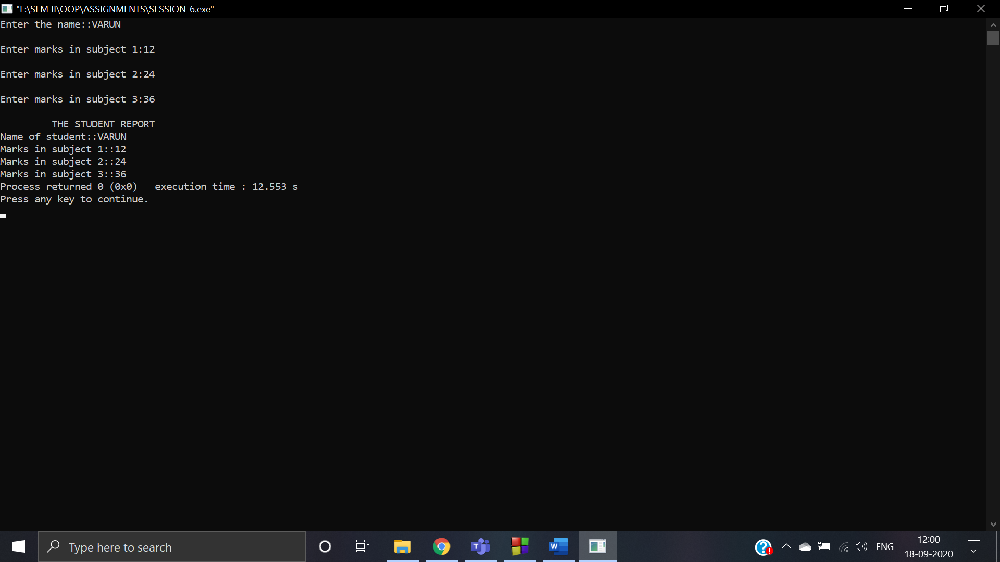 "E:\SEM II\OOP\ASSIGNMENTS\SESSION_6.exe"
Enter the name::VARUN
Enter marks in subject 1:12
Enter marks in subject 2:24
Enter marks in subject 3:36
THE STUDENT REPORT
Name of student::VARUN
Marks in subject 1::12
Marks in subject 2::24
Marks in subject 3::36
Process returned 0 (0x0)   execution time : 12.553 s
Press any key to continue.
Type here to search
ENG
12:00
18-09-2020